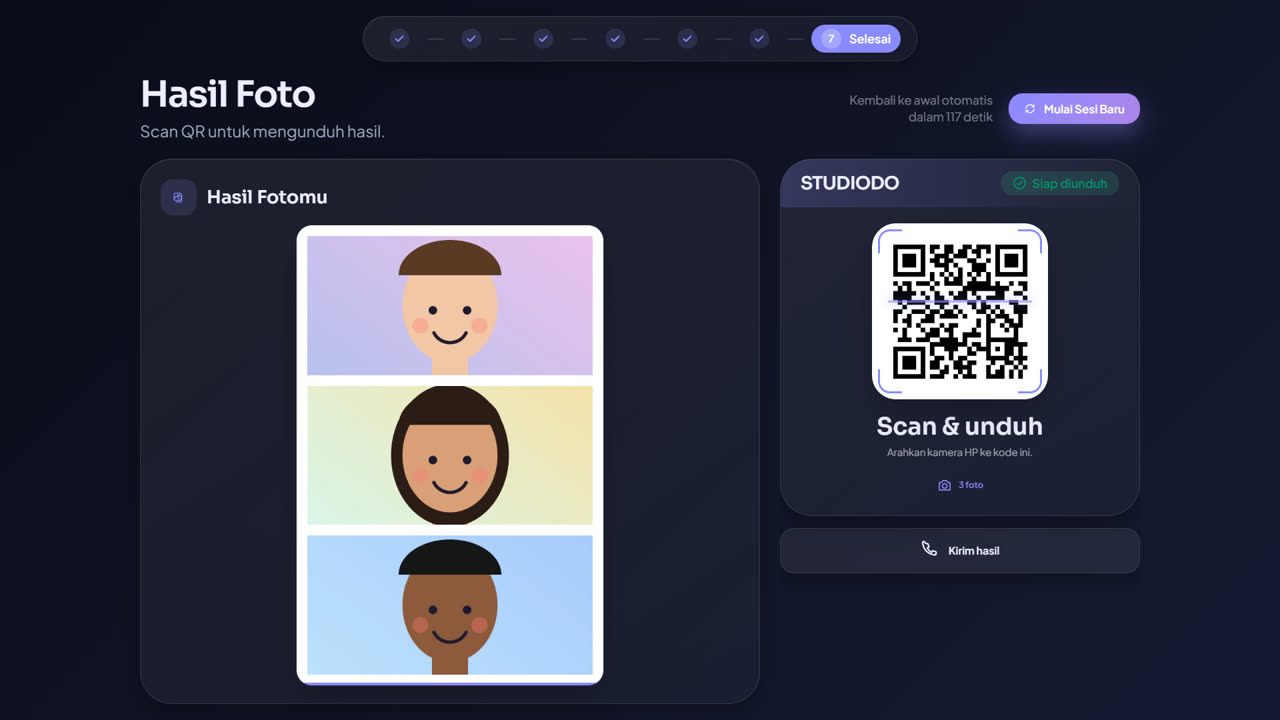 7 Selesai
Hasil Foto
Scan QR untuk mengunduh hasil.
Kembali ke awal otomatis
dalam 117 detik
Mulai Sesi Baru
Hasil Fotomu
STUDIODO
Siap diunduh
Scan & unduh
Arahkan kamera HP ke kode ini.
3 foto
Kirim hasil